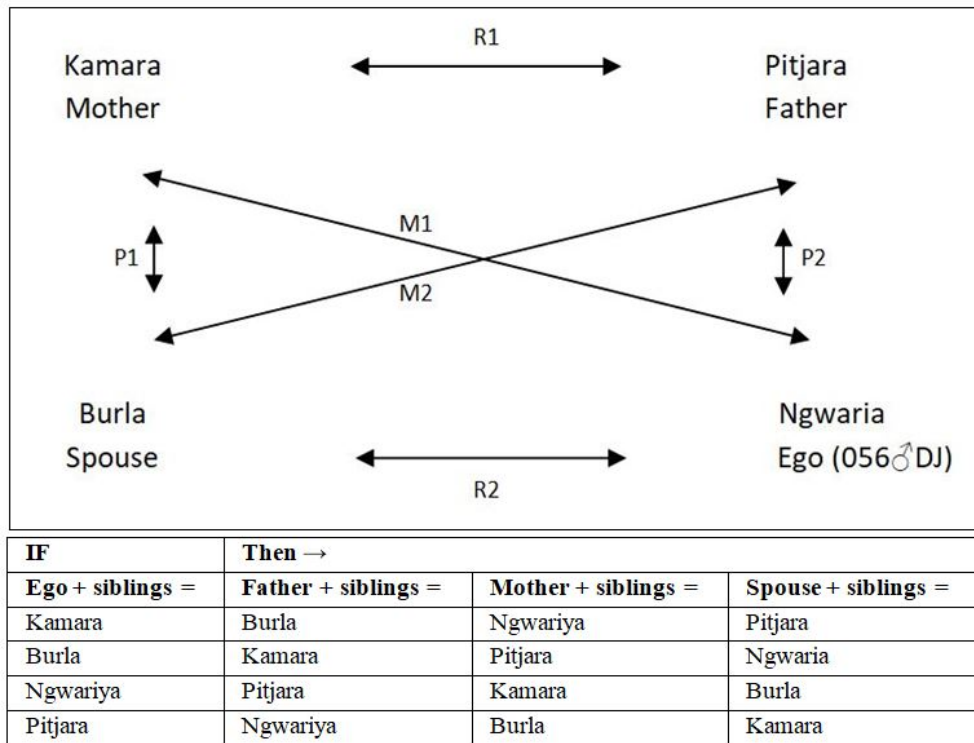 R1
Kamara Pitjara
Mother Father
M1
P1 P2
M2
Burla Ngwaria
Spouse Ego (056♂DJ)
R2
IF Then →
Ego + siblings = Father + siblings = Mother + siblings = Spouse + siblings =
Kamara Burla Ngwariya Pitjara
Burla Kamara Pitjara Ngwaria
Ngwariya Pitjara Kamara Burla
Pitjara Ngwariya Burla Kamara